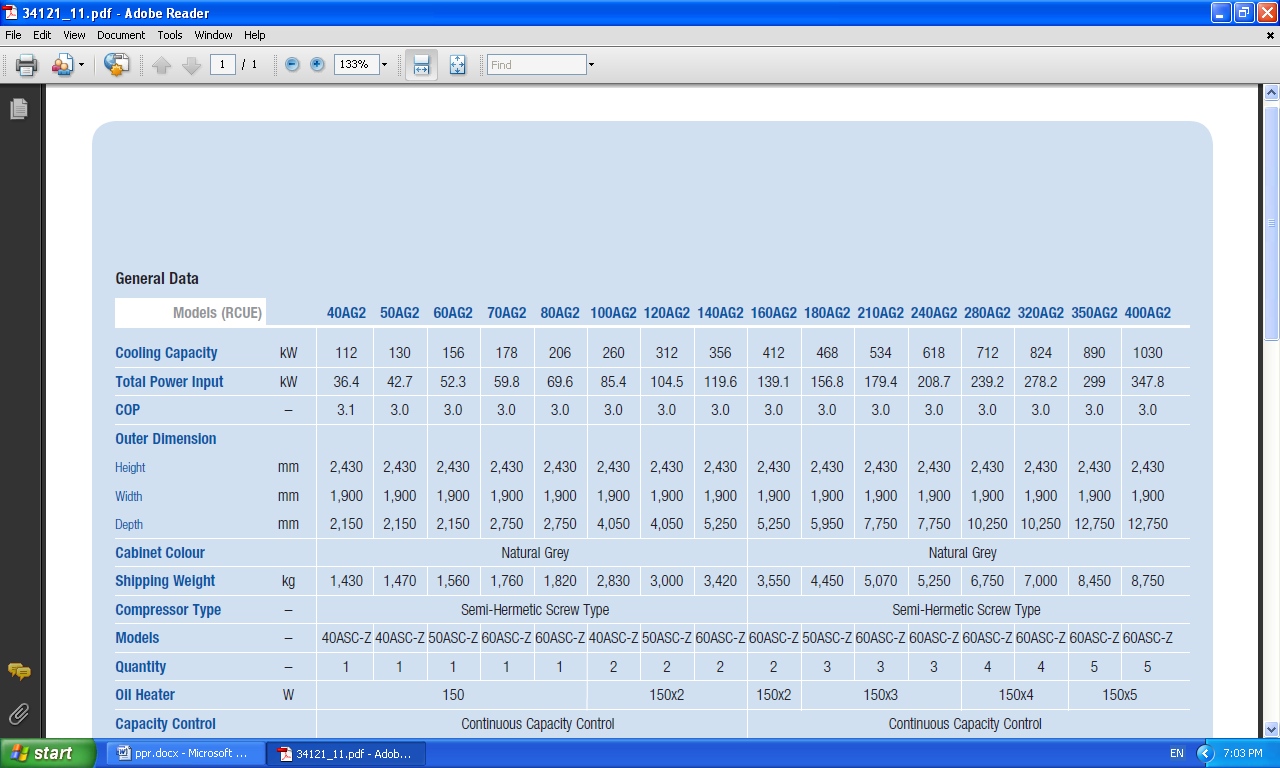 34121_11.pdf - Adobe Reader
File Edit View Document Tools Window Help
1 / 1 133% Find
General Data
Models (RCUE) 40AG2 50AG2 60AG2 70AG2 80AG2 100AG2 120AG2 140AG2 160AG2 180AG2 210AG2 240AG2 280AG2 320AG2 350AG2 400AG2
Cooling Capacity kW 112 130 156 178 206 260 312 356 412 468 534 618 712 824 890 1030
Total Power Input kW 36.4 42.7 52.3 59.8 69.6 85.4 104.5 119.6 139.1 156.8 179.4 208.7 239.2 278.2 299 347.8
COP – 3.1 3.0 3.0 3.0 3.0 3.0 3.0 3.0 3.0 3.0 3.0 3.0 3.0 3.0 3.0 3.0
Outer Dimension
Height mm 2,430 2,430 2,430 2,430 2,430 2,430 2,430 2,430 2,430 2,430 2,430 2,430 2,430 2,430 2,430 2,430
Width mm 1,900 1,900 1,900 1,900 1,900 1,900 1,900 1,900 1,900 1,900 1,900 1,900 1,900 1,900 1,900 1,900
Depth mm 2,150 2,150 2,150 2,750 2,750 4,050 4,050 5,250 5,250 5,950 7,750 7,750 10,250 10,250 12,750 12,750
Cabinet Colour Natural Grey Natural Grey
Shipping Weight kg 1,430 1,470 1,560 1,760 1,820 2,830 3,000 3,420 3,550 4,450 5,070 5,250 6,750 7,000 8,450 8,750
Compressor Type – Semi-Hermetic Screw Type Semi-Hermetic Screw Type
Models – 40ASC-Z 40ASC-Z 50ASC-Z 60ASC-Z 60ASC-Z 40ASC-Z 50ASC-Z 60ASC-Z 60ASC-Z 50ASC-Z 60ASC-Z 60ASC-Z 60ASC-Z 60ASC-Z 60ASC-Z 60ASC-Z
Quantity – 1 1 1 1 1 2 2 2 2 3 3 3 4 4 5 5
Oil Heater W 150 150x2 150x2 150x3 150x4 150x5
Capacity Control Continuous Capacity Control Continuous Capacity Control
start ppr.docx - Microsoft ... 34121_11.pdf - Adob... EN 7:03 PM